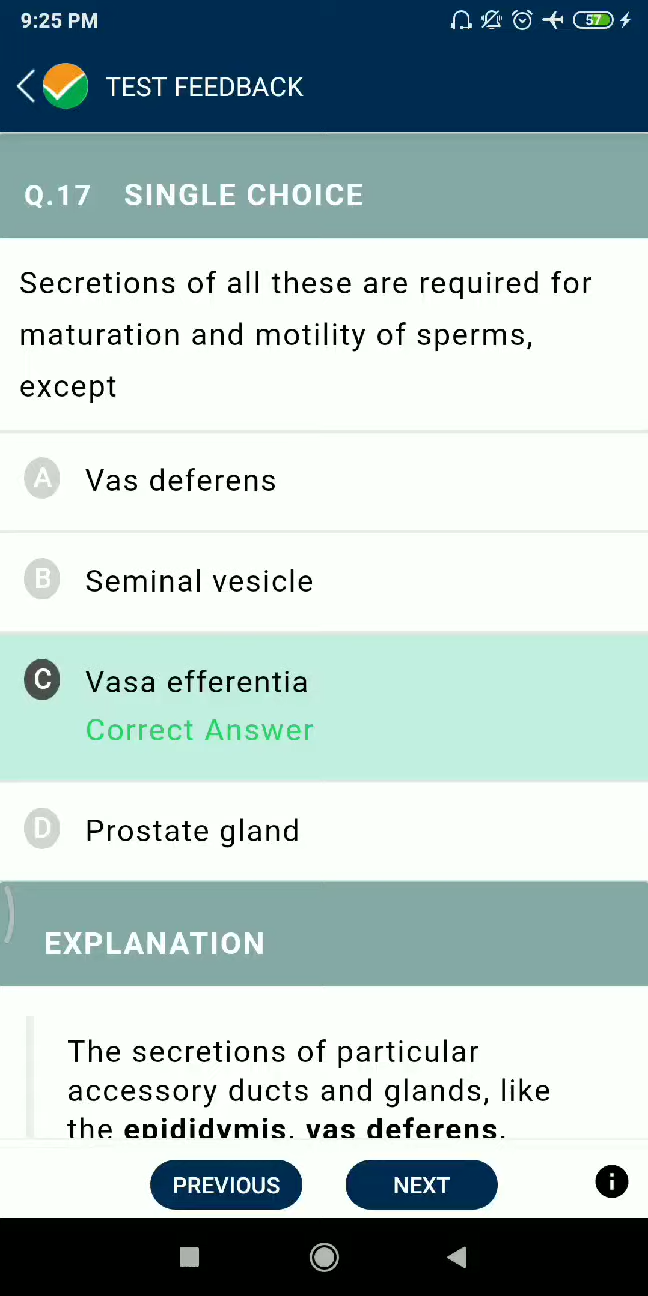 9:25 PM
57
TEST FEEDBACK
Q.17 SINGLE CHOICE
Secretions of all these are required for
maturation and motility of sperms,
except
A Vas deferens
B Seminal vesicle
C Vasa efferentia
Correct Answer
D Prostate gland
EXPLANATION
The secretions of particular
accessory ducts and glands, like
the epididymis, vas deferens,
PREVIOUS NEXT